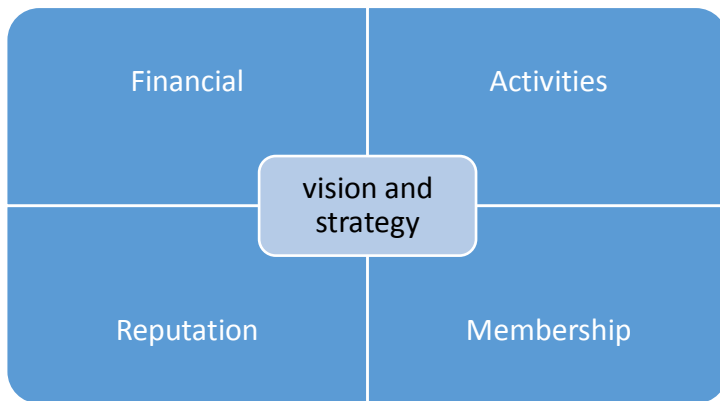 Financial
Activities
vision and
strategy
Reputation
Membership